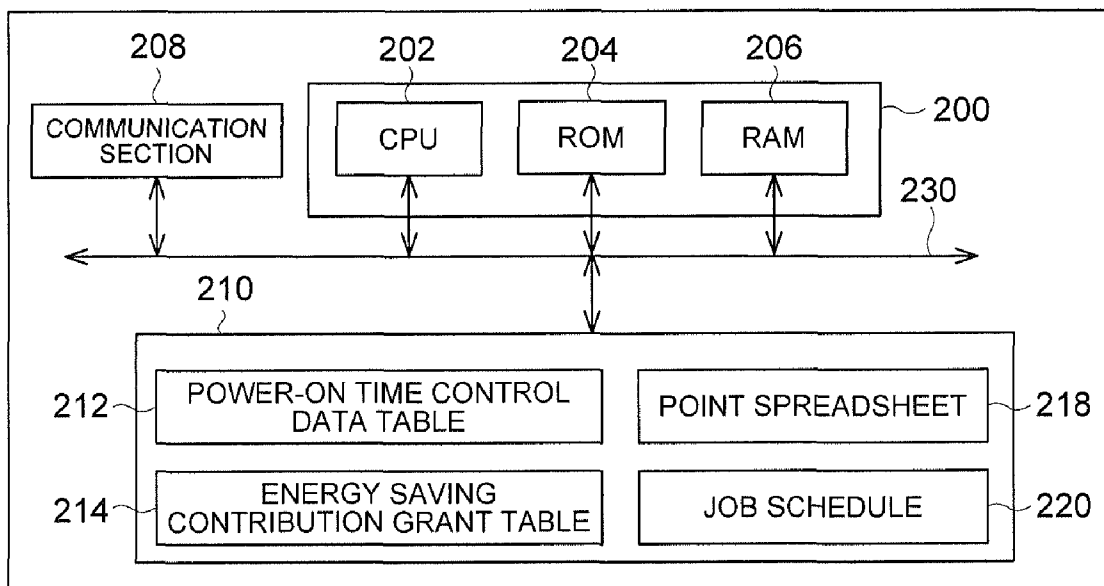 208
202
204
206
COMMUNICATION
SECTION
CPU
ROM
RAM
200
230
210
212
POWER-ON TIME CONTROL
DATA TABLE
POINT SPREADSHEET
218
214
ENERGY SAVING
CONTRIBUTION GRANT TABLE
JOB SCHEDULE
220